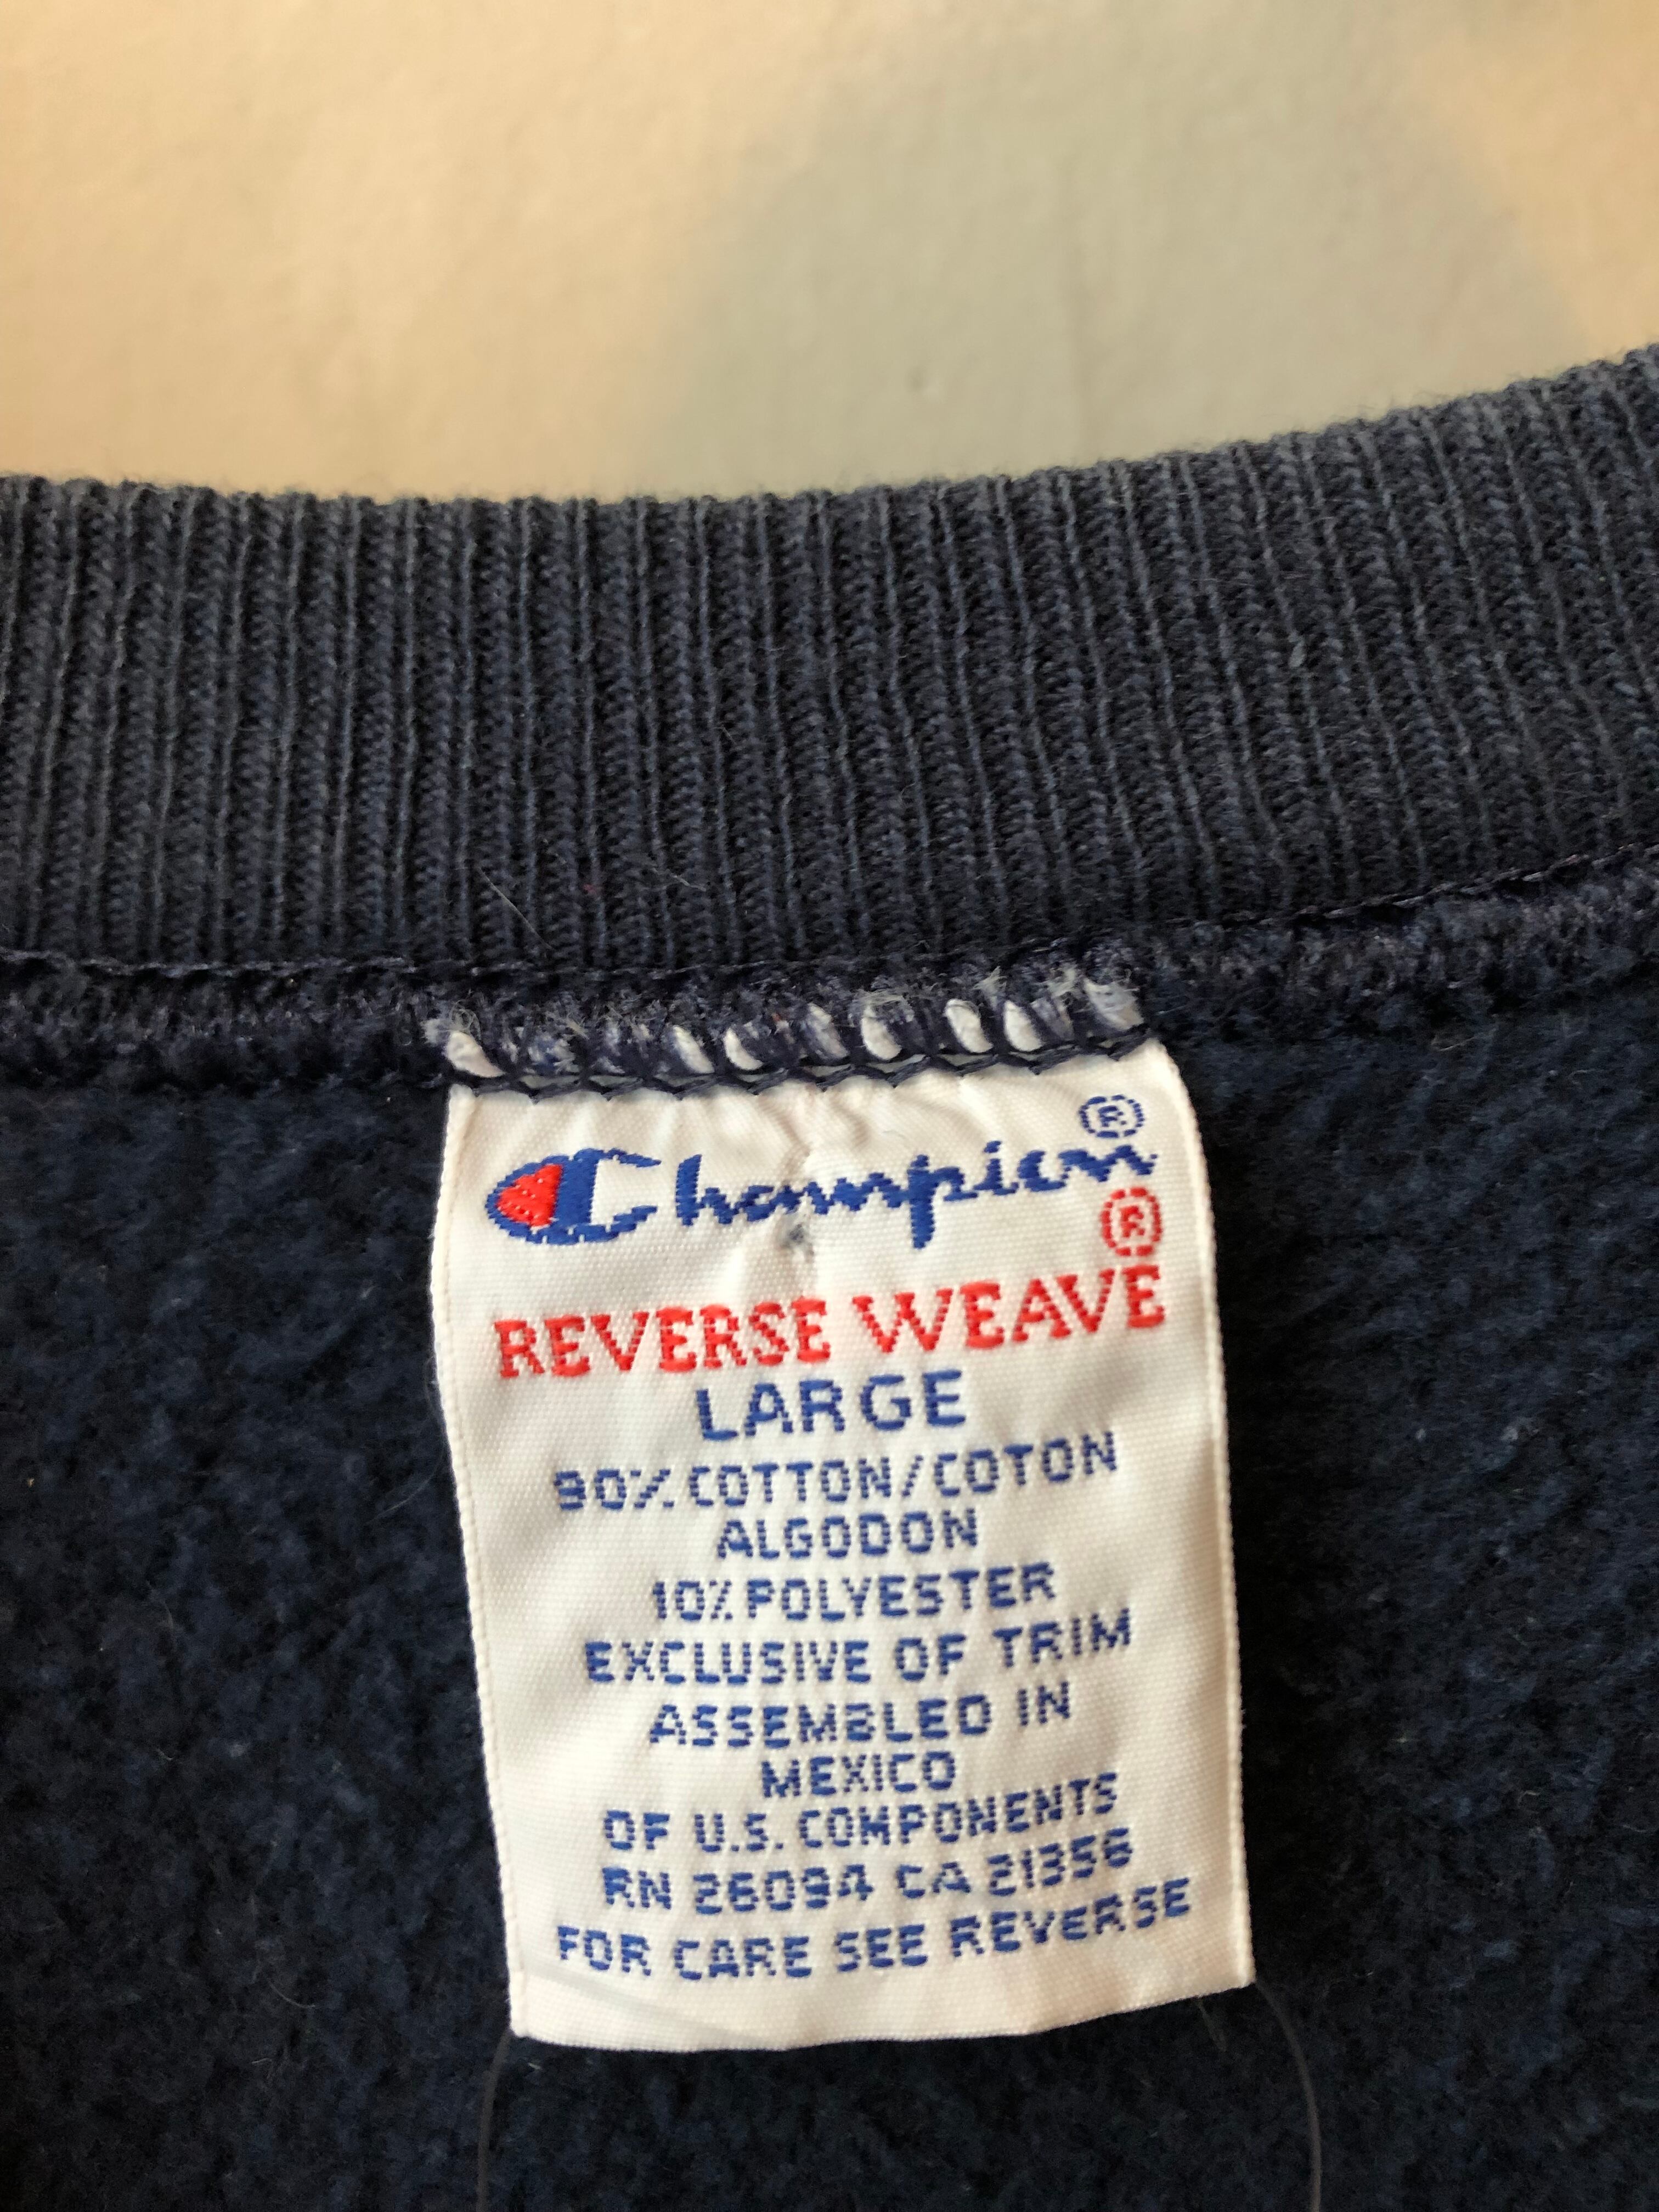 Champion®
®
REVERSE WEAVE
LARGE
90% COTTON/COTON
ALGODON
10% POLYESTER
EXCLUSIVE OF TRIM
ASSEMBLED IN
MEXICO
OF U.S. COMPONENTS
RN 26094 CA 21356
FOR CARE SEE REVERSE